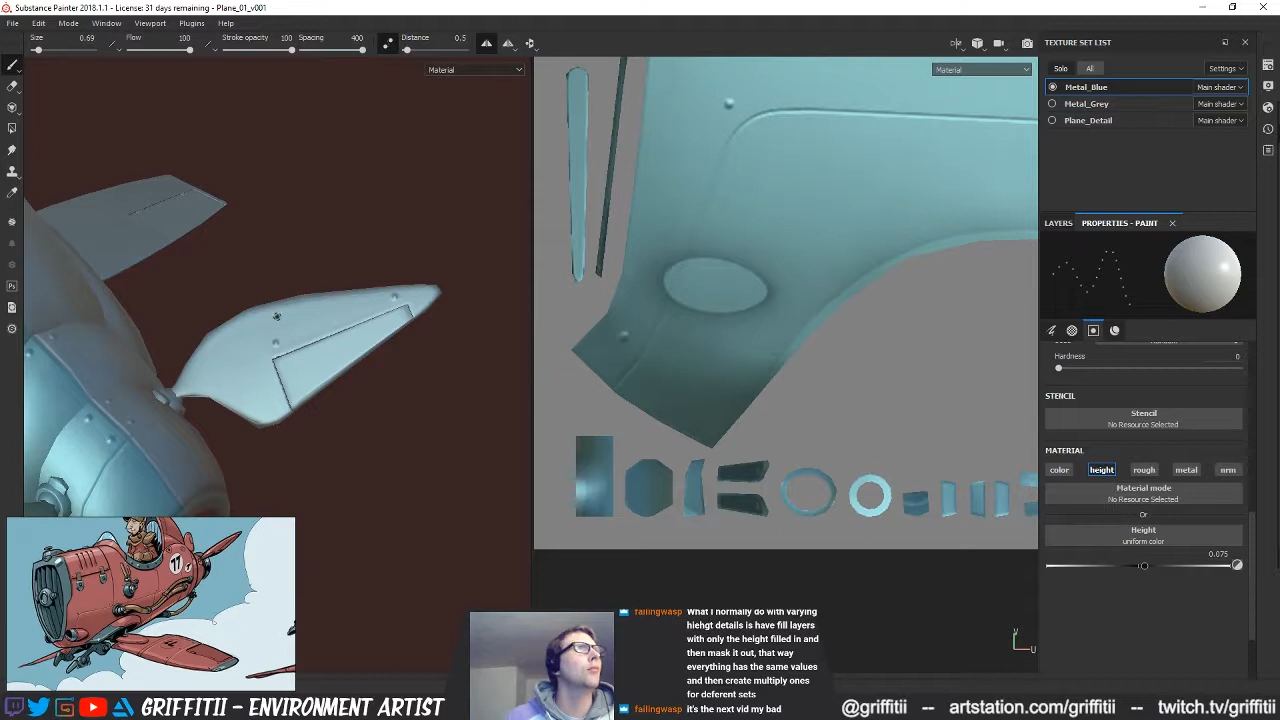 Substance Painter 2018.1.1 - License: 31 days remaining - Plane_01_v001
File Edit Mode Window Viewport Plugins Help
Size 0.69 Flow 100 Stroke opacity 100 Spacing 400 Distance 0.5
Material
Material
TEXTURE SET LIST
Solo All Settings
Metal_Blue Main shader
Metal_Grey Main shader
Plane_Detail Main shader
LAYERS PROPERTIES - PAINT
Hardness 0
STENCIL
Stencil
No Resource Selected
MATERIAL
color height rough metal nrm
Material mode
No Resource Selected
Or
Height
uniform color
0.075
U
17
failingwasp What I normally do with varying
hiehgt details is have fill layers
with only the height filled in and
then mask it out, that way
everything has the same values
and then create multiply ones
for deferent sets
failingwasp it's the next vid my bad
GRIFFITII - ENVIRONMENT ARTIST
@griffitii -- artstation.com/griffitii -- twitch.tv/griffitii